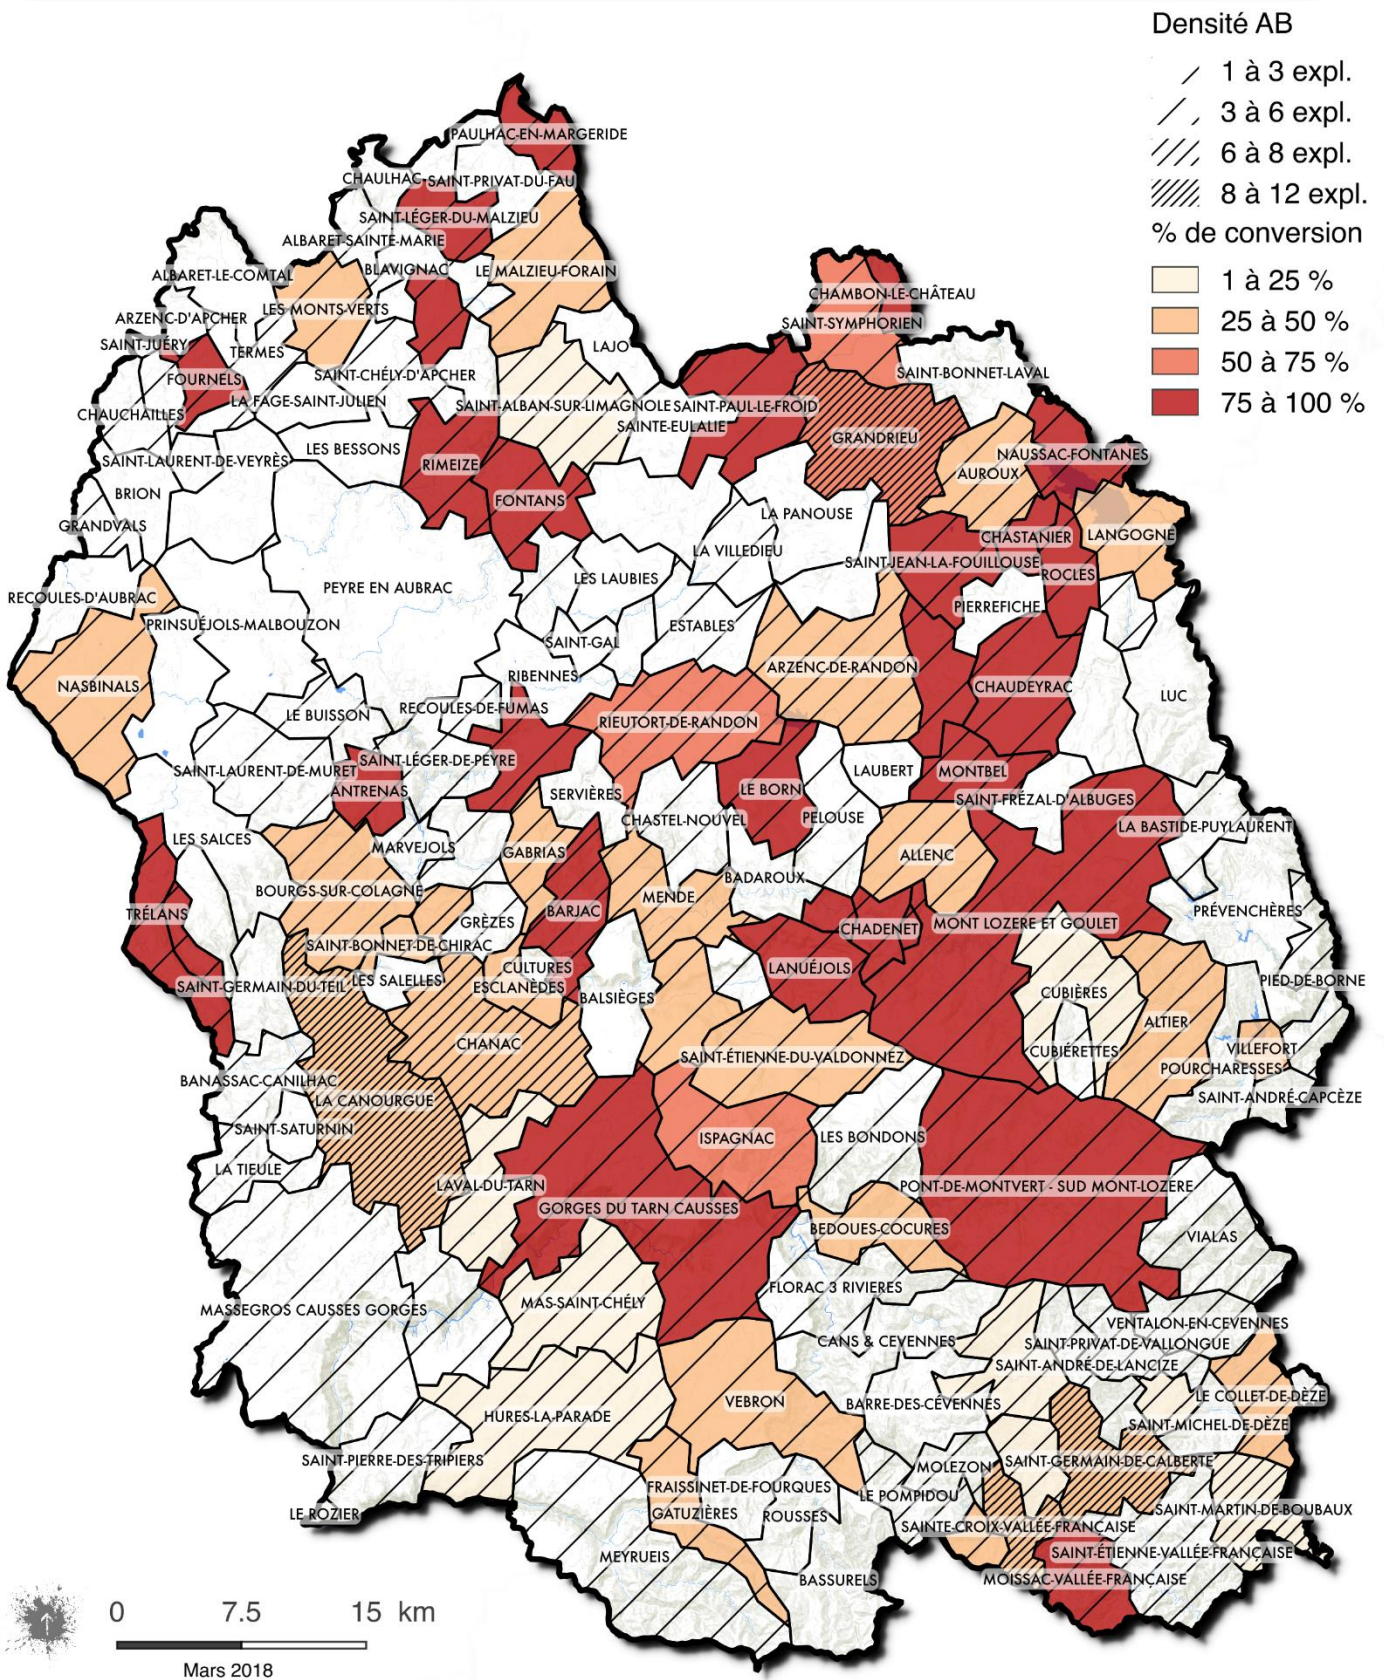 Densité AB
1 à 3 expl.
3 à 6 expl.
6 à 8 expl.
8 à 12 expl.
% de conversion
1 à 25 %
25 à 50 %
50 à 75 %
75 à 100 %
PAULHAC-EN-MARGERIDE
CHAULHAC
SAINT-PRIVAT-DU-FAU
SAINT-LÉGER-DU-MALZIEU
ALBARET-SAINTE-MARIE
BLAVIGNAC
LE MALZIEU-FORAIN
ALBARET-LE-COMTAL
LES MONTS-VERTS
CHAMBON-LE-CHÂTEAU
ARZENC-D'APCHER
SAINT-SYMPHORIEN
SAINT-JUÉRY
TERMES
LAJO
FOURNELS
SAINT-CHÉLY-D'APCHER
SAINT-BONNET-LAVAL
LA FAGE-SAINT-JULIEN
CHAUCHAILLES
SAINT-ALBAN-SUR-LIMAGNOLE
SAINT-PAUL-LE-FROID
SAINTE-EULALIE
GRANDRIEU
LES BESSONS
NAUSSAC-FONTANES
SAINT-LAURENT-DE-VEYRÈS
RIMEIZE
AUROUX
BRION
FONTANS
LA PANOUSE
GRANDVALS
CHASTANIER
LANGOGNE
LA VILLEDIEU
SAINT-JEAN-LA-FOUILLOUSE
ROCLES
LES LAUBIES
PEYRE EN AUBRAC
RECOULES-D'AUBRAC
PIERREFICHE
PRINSUÉJOLS-MALBOUZON
ESTABLES
SAINT-GAL
ARZENC-DE-RANDON
RIBENNES
NASBINALS
CHAUDEYRAC
LUC
RECOULES-DE-FUMAS
LE BUISSON
RIEUTORT-DE-RANDON
SAINT-LÉGER-DE-PEYRE
SAINT-LAURENT-DE-MURET
LAUBERT
MONTBEL
ANTRENAS
SERVIÈRES
LE BORN
SAINT-FRÉZAL-D'ALBUGES
CHASTEL-NOUVEL
PELOUSE
LA BASTIDE-PUYLAURENT
LES SALCES
MARVEJOLS
GABRIAS
ALLENC
BADAROUX
BOURGS-SUR-COLAGNE
MENDE
TRÉLANS
BARJAC
PRÉVENCHÈRES
GRÈZES
CHADENET
MONT LOZERE ET GOULET
SAINT-BONNET-DE-CHIRAC
CULTURES
LANUÉJOLS
LES SALELLES
PIED-DE-BORNE
SAINT-GERMAIN-DU-TEIL
ESCLANÈDES
BALSIÈGES
CUBIÈRES
ALTIER
CHANAC
VILLEFORT
CUBIÉRETTES
SAINT-ÉTIENNE-DU-VALDONNEZ
POURCHARESSES
BANASSAC-CANILHAC
SAINT-ANDRÉ-CAPCÈZE
LA CANOURGUE
SAINT-SATURNIN
ISPAGNAC
LES BONDONS
LA TIEULE
LAVAL-DU-TARN
PONT-DE-MONTVERT - SUD MONT-LOZERE
GORGES DU TARN CAUSSES
BEDOUES-COCURES
VIALAS
FLORAC 3 RIVIERES
MAS-SAINT-CHÉLY
MASSEGROS CAUSSES GORGES
VENTALON-EN-CEVENNES
CANS & CEVENNES
SAINT-PRIVAT-DE-VALLONGUE
SAINT-ANDRÉ-DE-LANCIZE
LE COLLET-DE-DÈZE
VEBRON
BARRE-DES-CÉVENNES
HURES-LA-PARADE
SAINT-MICHEL-DE-DÈZE
SAINT-PIERRE-DES-TRIPIERS
SAINT-GERMAIN-DE-CALBERTE
MOLEZON
FRAISSINET-DE-FOURQUES
LE POMPIDOU
LE ROZIER
GATUZIÈRES
ROUSSES
SAINT-MARTIN-DE-BOUBAUX
SAINTE-CROIX-VALLÉE-FRANÇAISE
SAINT-ÉTIENNE-VALLÉE-FRANÇAISE
MEYRUEIS
BASSURELS
MOISSAC-VALLÉE-FRANÇAISE
0 7.5 15 km
Mars 2018